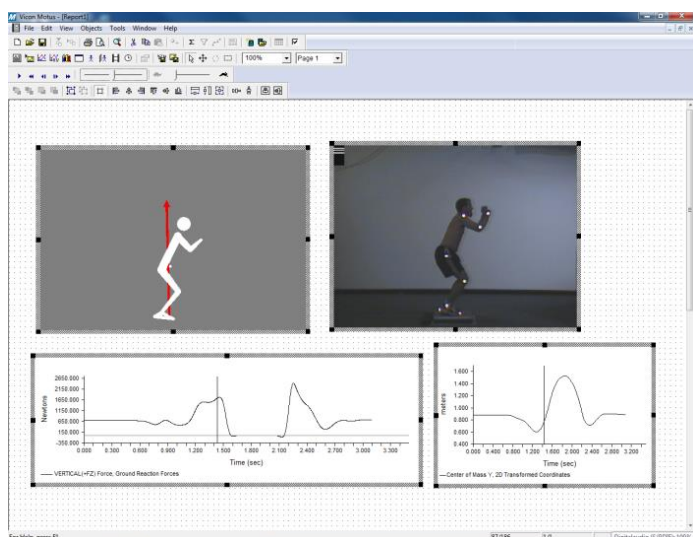 Vicon Motus - [Report1]
File Edit View Objects Tools Window Help
100%
Page 1
2650.000
2150.000
1650.000
1150.000
650.000
150.000
-350.000
Newtons
0.000 0.300 0.600 0.900 1.200 1.500 1.800 2.100 2.400 2.700 3.000 3.300
Time (sec)
VERTICAL(+FZ) Force, Ground Reaction Forces
1.600
1.400
1.200
1.000
0.800
0.600
0.400
meters
0.000 0.400 0.800 1.200 1.600 2.000 2.400 2.800 3.200
Time (sec)
Center of Mass Y, 2D Transformed Coordinates